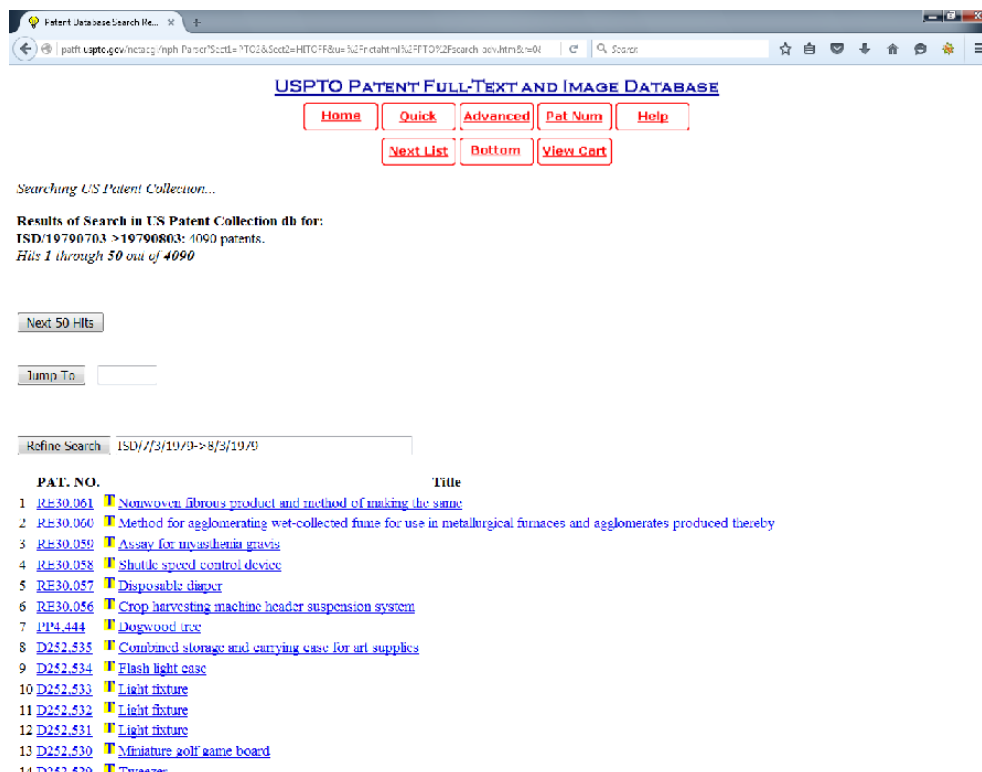 Patent Database Search Re...
Search
USPTO PATENT FULL-TEXT AND IMAGE DATABASE
Home Quick Advanced Pat Num Help
Next List Bottom View Cart
Searching US Patent Collection...
Results of Search in US Patent Collection db for:
ISD/19790703->19790803: 4090 patents.
Hits 1 through 50 out of 4090
Next 50 Hits
Jump To
Refine Search ISD/7/3/1979->8/3/1979
PAT. NO. Title
1 RE30,061 T Nonwoven fibrous product and method of making the same
2 RE30,060 T Method for agglomerating wet-collected fume for use in metallurgical furnaces and agglomerates produced thereby
3 RE30,059 T Assay for myasthenia gravis
4 RE30,058 T Shuttle speed control device
5 RE30,057 T Disposable diaper
6 RE30,056 T Crop harvesting machine header suspension system
7 PP4,444 T Dogwood tree
8 D252,535 T Combined storage and carrying case for art supplies
9 D252,534 T Flash light case
10 D252,533 T Light fixture
11 D252,532 T Light fixture
12 D252,531 T Light fixture
13 D252,530 T Miniature golf game board
14 D252,529 T Tweezer